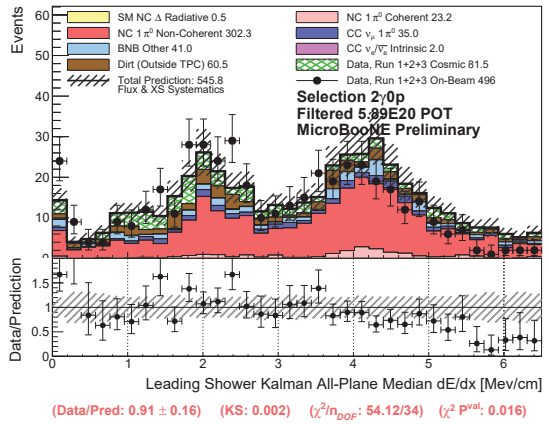 Events
60
50
40
30
20
10
0
SM NC Δ Radiative 0.5
NC 1 π⁰ Non-Coherent 302.3
BNB Other 41.0
Dirt (Outside TPC) 60.5
Total Prediction: 545.8
Flux & XS Systematics
NC 1 π⁰ Coherent 23.2
CC νμ 1 π⁰ 35.0
CC νe/ν̅e Intrinsic 2.0
Data, Run 1+2+3 Cosmic 81.5
Data, Run 1+2+3 On-Beam 496
Selection 2γ0p
Filtered 5.89E20 POT
MicroBooNE Preliminary
Data/Prediction
1.5
1
0.5
0
0 1 2 3 4 5 6
Leading Shower Kalman All-Plane Median dE/dx [Mev/cm]
(Data/Pred: 0.91 ± 0.16) (KS: 0.002) (χ²/nDOF: 54.12/34) (χ² Pval: 0.016)